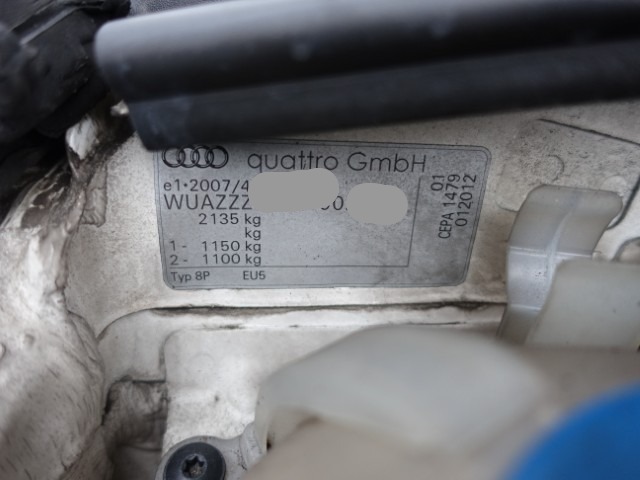 quattro GmbH
e1*2007/4
WUAZZZ
2135 kg
kg
1- 1150 kg
2- 1100 kg
Typ 8P EU5
01
CEPA 1479
012012